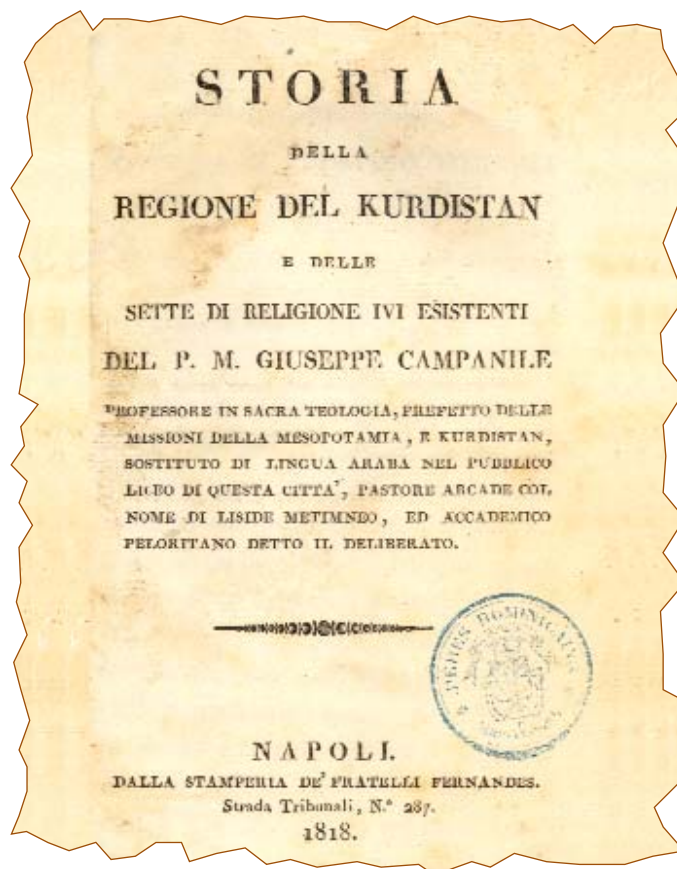 STORIA
DELLA
REGIONE DEL KURDISTAN
E DELLE
SETTE DI RELIGIONE IVI ESISTENTI
DEL P. M. GIUSEPPE CAMPANILE
PROFESSORE IN SACRA TEOLOGIA, PREFETTO DELLE
MISSIONI DELLA MESOPOTAMIA, E KURDISTAN,
SOSTITUTO DI LINGUA ARABA NEL PUBBLICO
LICEO DI QUESTA CITTA', PASTORE ARCADE COL
NOME DI LISIDE METIMNEO, ED ACCADEMICO
PELORITANO DETTO IL DELIBERATO.
NAPOLI.
DALLA STAMPERIA DE' FRATELLI FERNANDES.
Strada Tribunali, N.° 287.
1818.